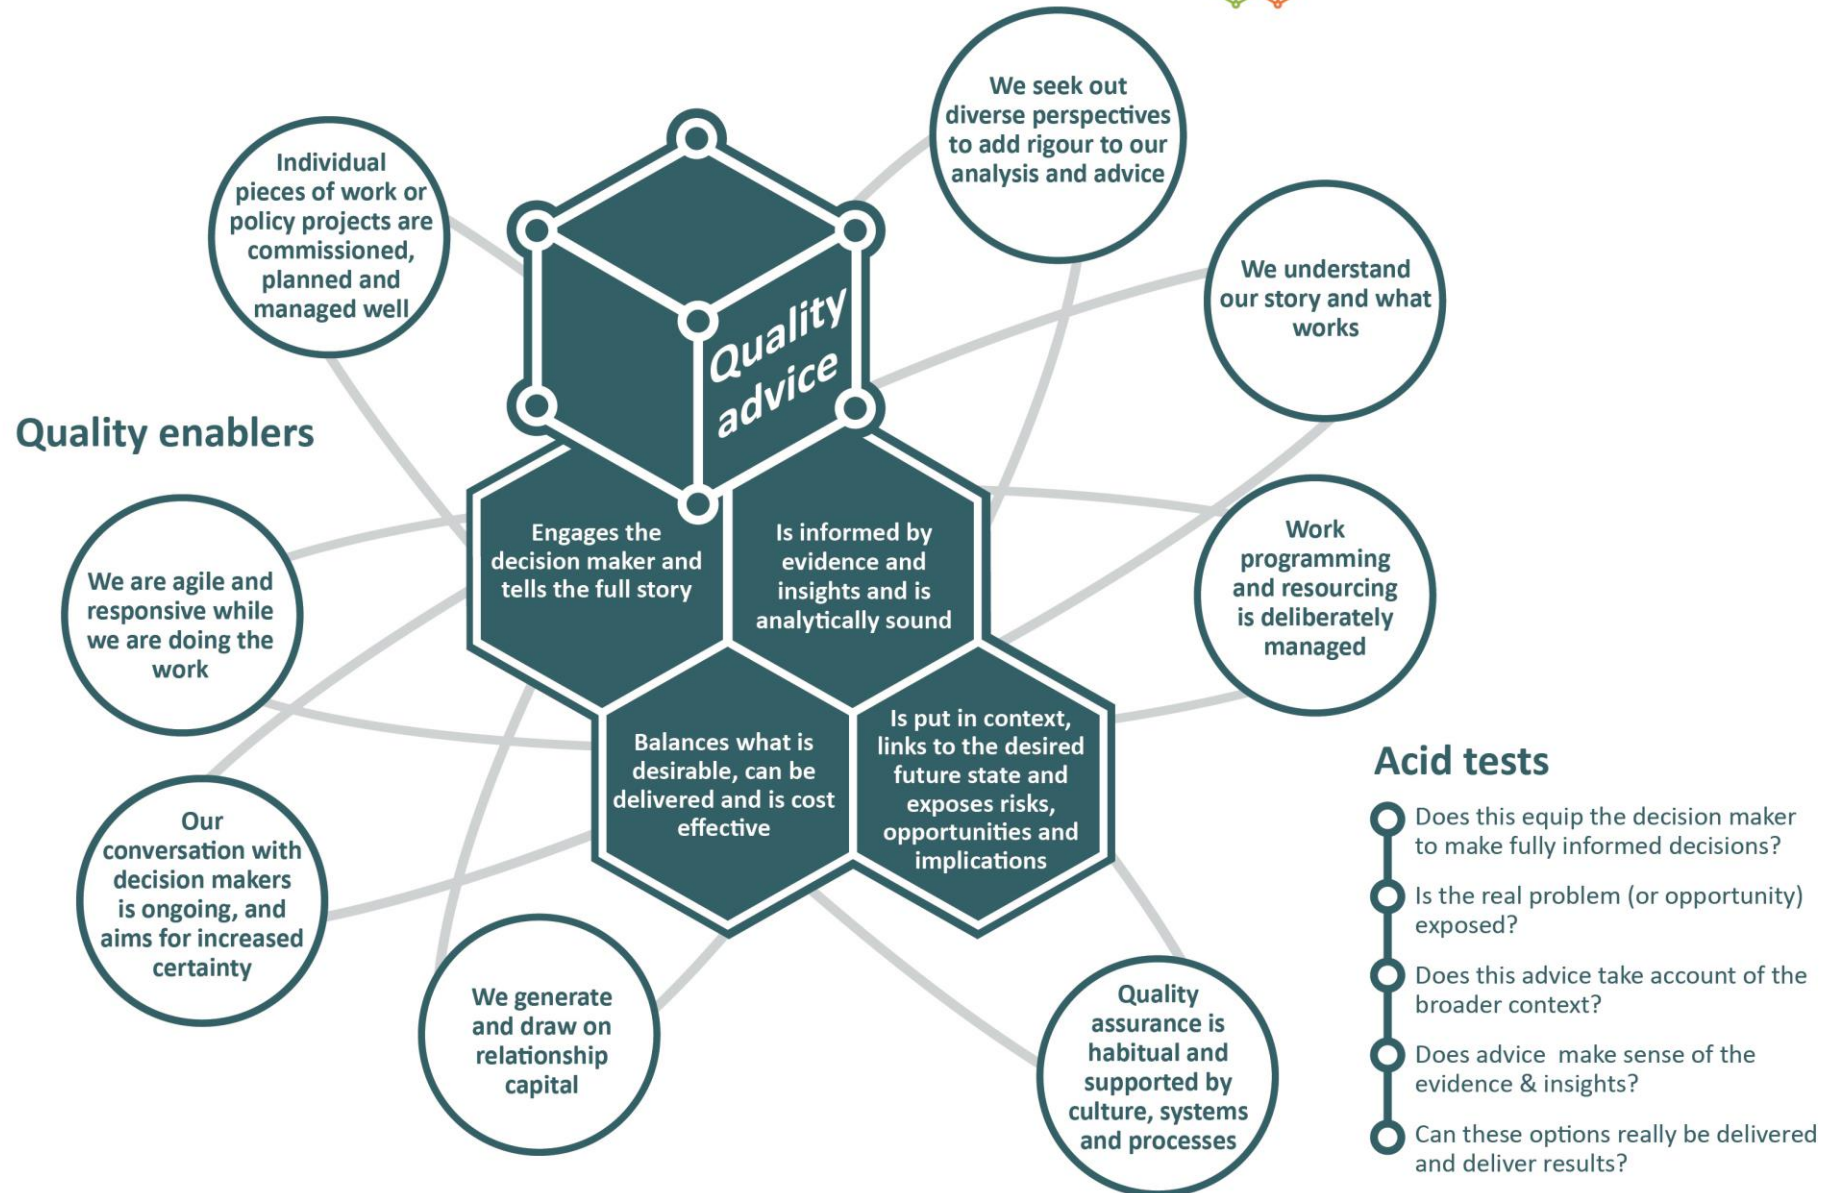 We seek out
diverse perspectives
to add rigour to our
analysis and advice
Individual
pieces of work or
policy projects are
commissioned,
planned and
managed well
We understand
our story and what
works
Quality
advice
Quality enablers
Engages the
decision maker and
tells the full story
Is informed by
evidence and
insights and is
analytically sound
Work
programming
and resourcing
is deliberately
managed
We are agile and
responsive while
we are doing the
work
Balances what is
desirable, can be
delivered and is cost
effective
Is put in context,
links to the desired
future state and
exposes risks,
opportunities and
implications
Our
conversation with
decision makers
is ongoing, and
aims for increased
certainty
We generate
and draw on
relationship
capital
Quality
assurance is
habitual and
supported by
culture, systems
and processes
Acid tests
Does this equip the decision maker
to make fully informed decisions?
Is the real problem (or opportunity)
exposed?
Does this advice take account of the
broader context?
Does advice  make sense of the
evidence & insights?
Can these options really be delivered
and deliver results?